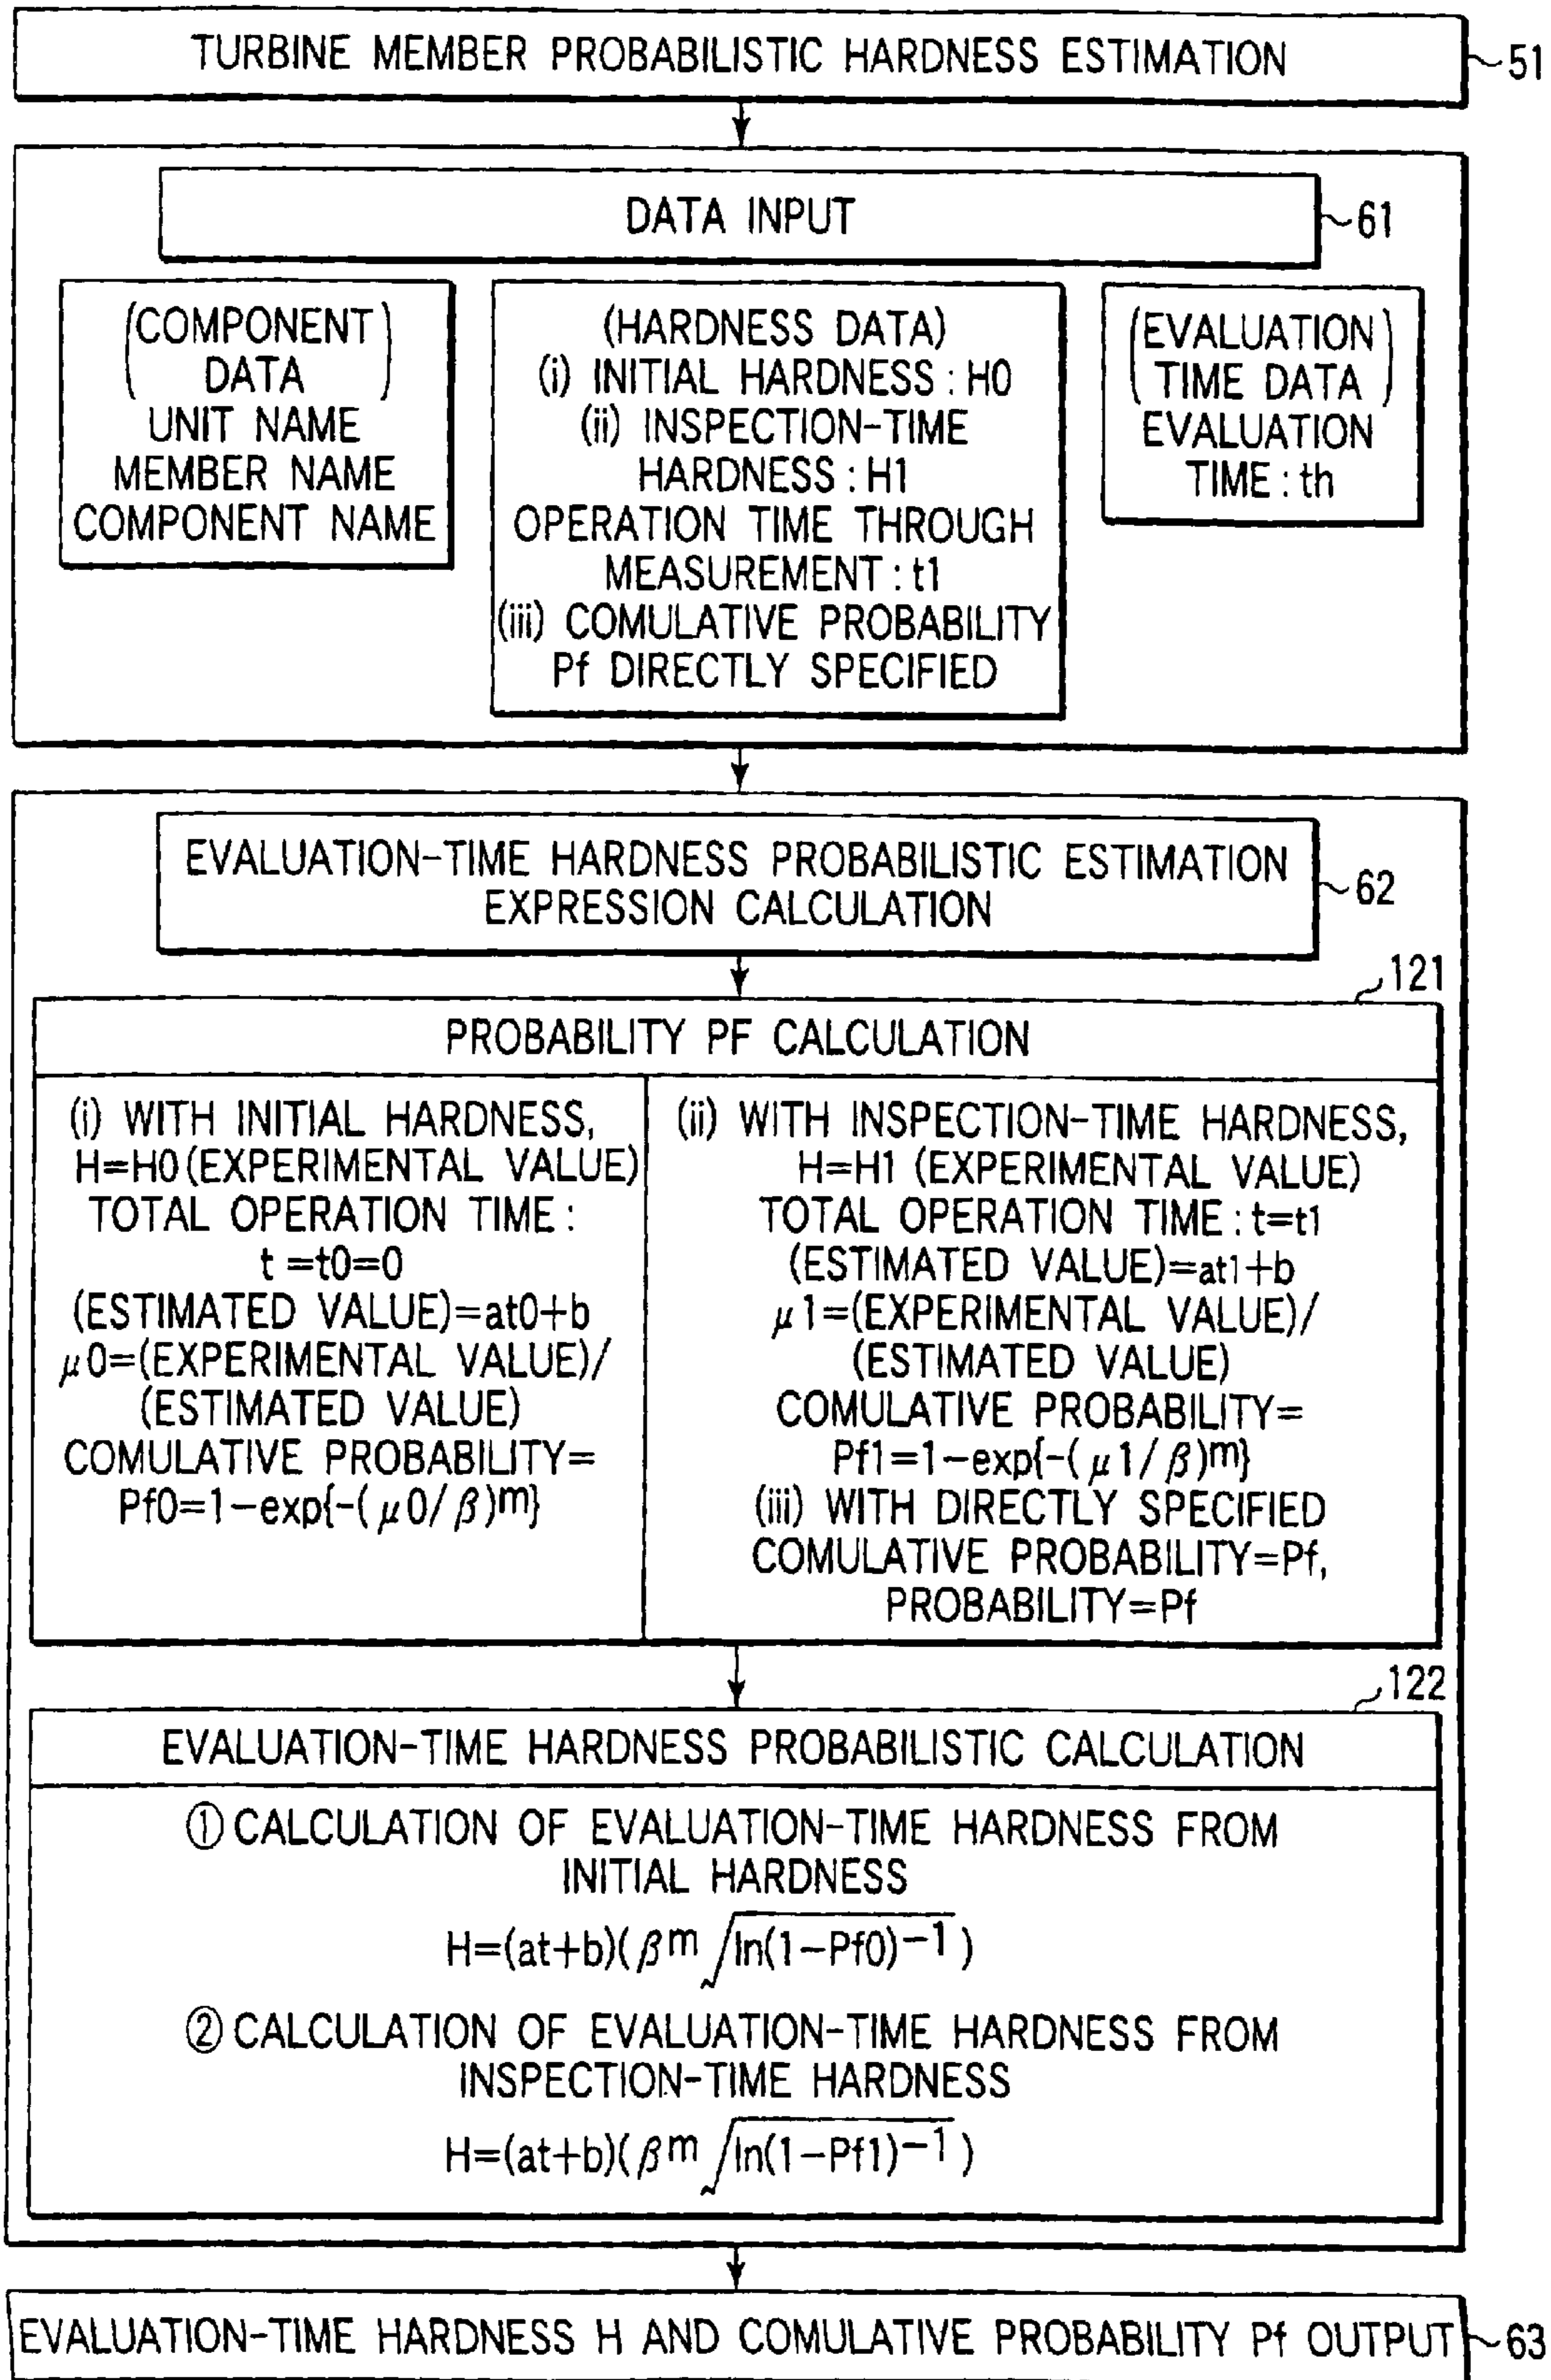 TURBINE MEMBER PROBABILISTIC HARDNESS ESTIMATION
51
DATA INPUT
61
(COMPONENT
DATA)
UNIT NAME
MEMBER NAME
COMPONENT NAME
(HARDNESS DATA)
(i) INITIAL HARDNESS : H0
(ii) INSPECTION-TIME
HARDNESS : H1
OPERATION TIME THROUGH
MEASUREMENT : t1
(iii) COMULATIVE PROBABILITY
Pf DIRECTLY SPECIFIED
(EVALUATION
TIME DATA)
EVALUATION
TIME : th
EVALUATION-TIME HARDNESS PROBABILISTIC ESTIMATION
EXPRESSION CALCULATION
62
121
PROBABILITY PF CALCULATION
(i) WITH INITIAL HARDNESS,
H=H0(EXPERIMENTAL VALUE)
TOTAL OPERATION TIME :
t =t0=0
(ESTIMATED VALUE)=at0+b
μ0=(EXPERIMENTAL VALUE)/
(ESTIMATED VALUE)
COMULATIVE PROBABILITY=
Pf0=1-exp{-(μ0/β)m}
(ii) WITH INSPECTION-TIME HARDNESS,
H=H1 (EXPERIMENTAL VALUE)
TOTAL OPERATION TIME : t=t1
(ESTIMATED VALUE)=at1+b
μ1=(EXPERIMENTAL VALUE)/
(ESTIMATED VALUE)
COMULATIVE PROBABILITY=
Pf1=1-exp{-(μ1/β)m}
(iii) WITH DIRECTLY SPECIFIED
COMULATIVE PROBABILITY=Pf,
PROBABILITY=Pf
122
EVALUATION-TIME HARDNESS PROBABILISTIC CALCULATION
① CALCULATION OF EVALUATION-TIME HARDNESS FROM
INITIAL HARDNESS
H=(at+b)(β m√ln(1-Pf0)-1)
② CALCULATION OF EVALUATION-TIME HARDNESS FROM
INSPECTION-TIME HARDNESS
H=(at+b)(β m√ln(1-Pf1)-1)
EVALUATION-TIME HARDNESS H AND COMULATIVE PROBABILITY Pf OUTPUT
63